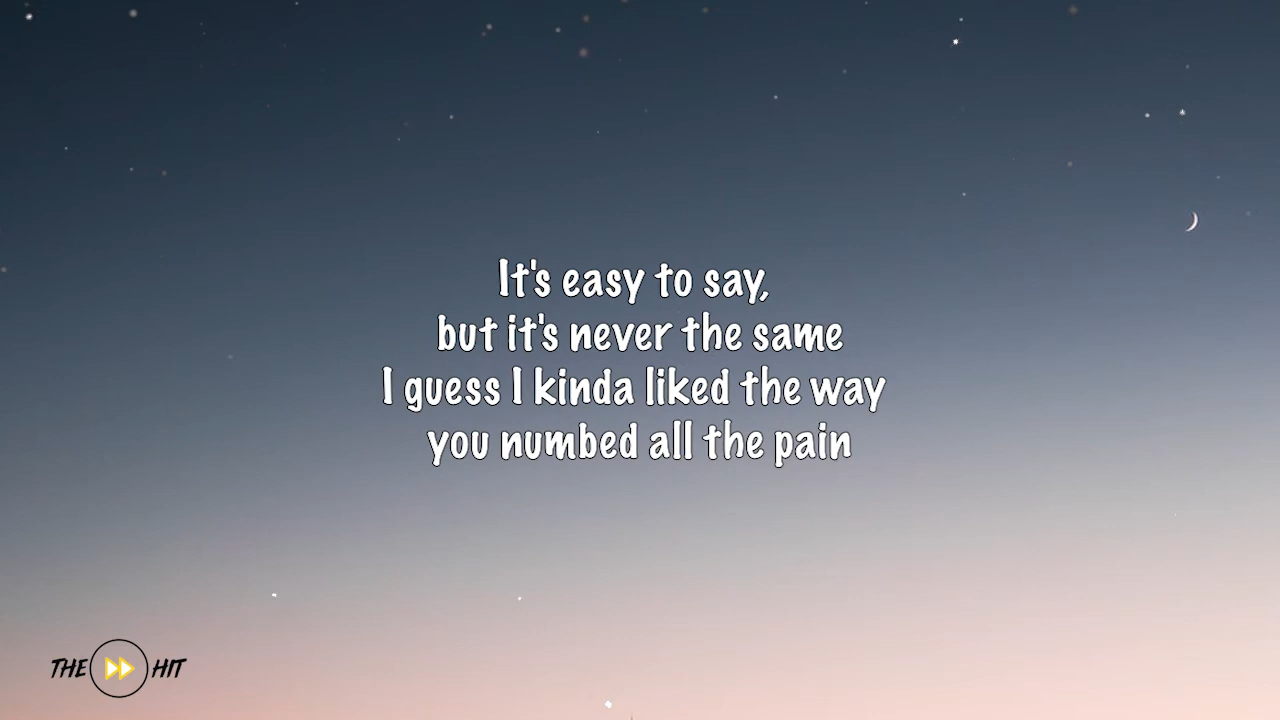 It's easy to say,
but it's never the same
I guess I kinda liked the way
you numbed all the pain
THE HIT